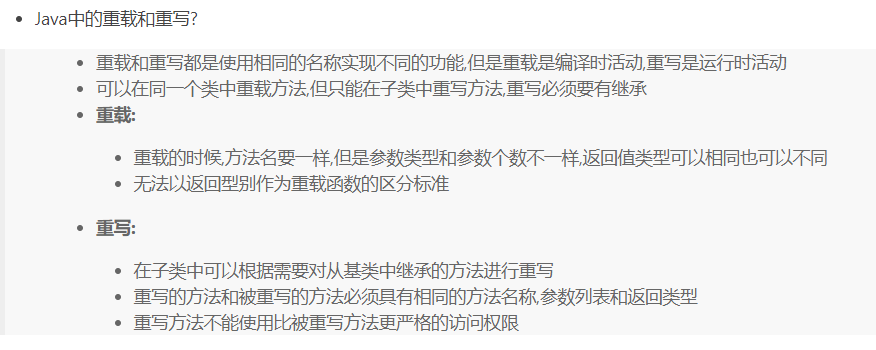 Java中的重载和重写?
重载和重写都是使用相同的名称实现不同的功能,但是重载是编译时活动,重写是运行时活动
可以在同一个类中重载方法,但只能在子类中重写方法,重写必须要有继承
重载:
重载的时候,方法名要一样,但是参数类型和参数个数不一样,返回值类型可以相同也可以不同
无法以返回型别作为重载函数的区分标准
重写:
在子类中可以根据需要对从基类中继承的方法进行重写
重写的方法和被重写的方法必须具有相同的方法名称,参数列表和返回类型
重写方法不能使用比被重写方法更严格的访问权限